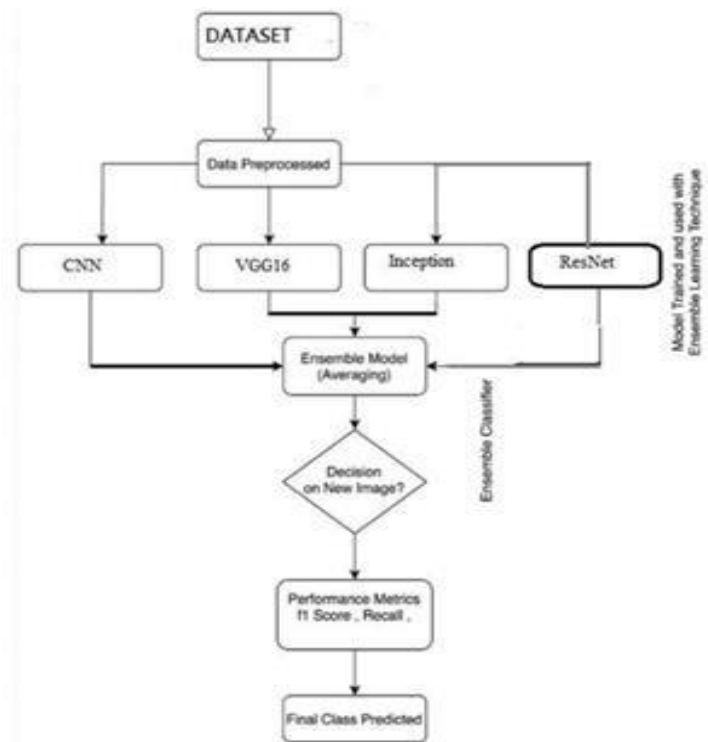 DATASET
Data Preprocessed
CNN
VGG16
Inception
ResNet
Model Trained and used with
Ensemble Learning Technique
Ensemble Model
(Averaging)
Ensemble Classifier
Decision
on New Image?
Performance Metrics
f1 Score , Recall ,
Final Class Predicted